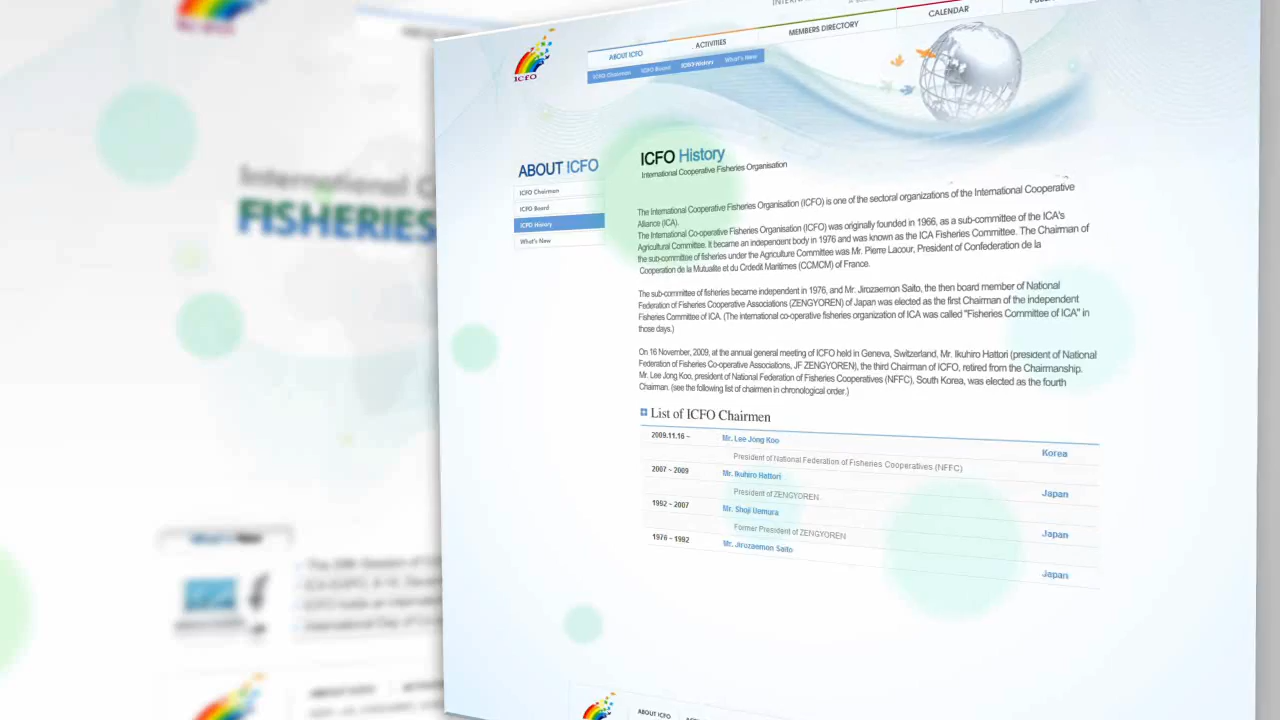 MEMBERS DIRECTORY
CALENDAR
ABOUT ICFO
ACTIVITIES
ICFO Chairmen
ICFO Board
ICFO History
What's New
ICFO
International
FISHERIES
ABOUT ICFO
ICFO Chairmen
ICFO Board
ICFO History
What's New
ICFO History
International Cooperative Fisheries Organisation
The International Cooperative Fisheries Organisation (ICFO) is one of the sectoral organizations of the International Cooperative
Alliance (ICA).
The International Co-operative Fisheries Organisation (ICFO) was originally founded in 1966, as a sub-committee of the ICA's
Agricultural Committee. It became an independent body in 1976 and was known as the ICA Fisheries Committee. The Chairman of
the sub-committee of fisheries under the Agriculture Committee was Mr. Pierre Lacour, President of Confederation de la
Cooperation de la Mutualite et du Crdedit Maritimes (CCMCM) of France.
The sub-committee of fisheries became independent in 1976, and Mr. Jirozaemon Saito, the then board member of National
Federation of Fisheries Cooperative Associations (ZENGYOREN) of Japan was elected as the first Chairman of the independent
Fisheries Committee of ICA. (The international co-operative fisheries organization of ICA was called "Fisheries Committee of ICA" in
those days.)
On 16 November, 2009, at the annual general meeting of ICFO held in Geneva, Switzerland, Mr. Ikuhiro Hattori (president of National
Federation of Fisheries Co-operative Associations, JF ZENGYOREN), the third Chairman of ICFO, retired from the Chairmanship.
Mr. Lee Jong Koo, president of National Federation of Fisheries Cooperatives (NFFC), South Korea, was elected as the fourth
Chairman. (see the following list of chairmen in chronological order.)
List of ICFO Chairmen
2009.11.16 ~ Mr. Lee Jong Koo Korea
President of National Federation of Fisheries Cooperatives (NFFC)
2007 ~ 2009 Mr. Ikuhiro Hattori Japan
President of ZENGYOREN
1992 ~ 2007 Mr. Shoji Uemura Japan
Former President of ZENGYOREN
1976 ~ 1992 Mr. Jirozaemon Saito Japan
ABOUT ICFO